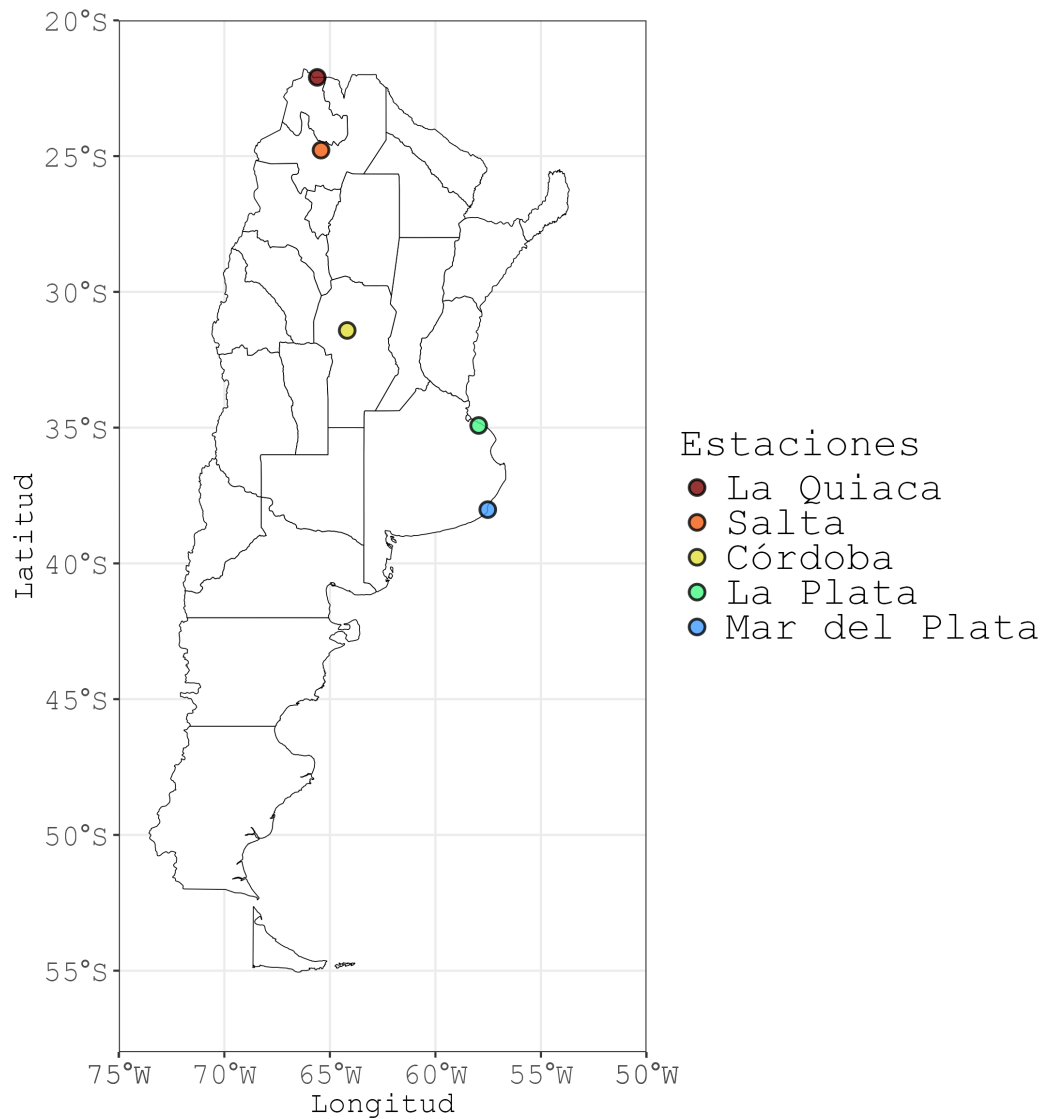 20°S
25°S
30°S
35°S
40°S
45°S
50°S
55°S
Latitud
75°W 70°W 65°W 60°W 55°W 50°W
Longitud
Estaciones
La Quiaca
Salta
Córdoba
La Plata
Mar del Plata